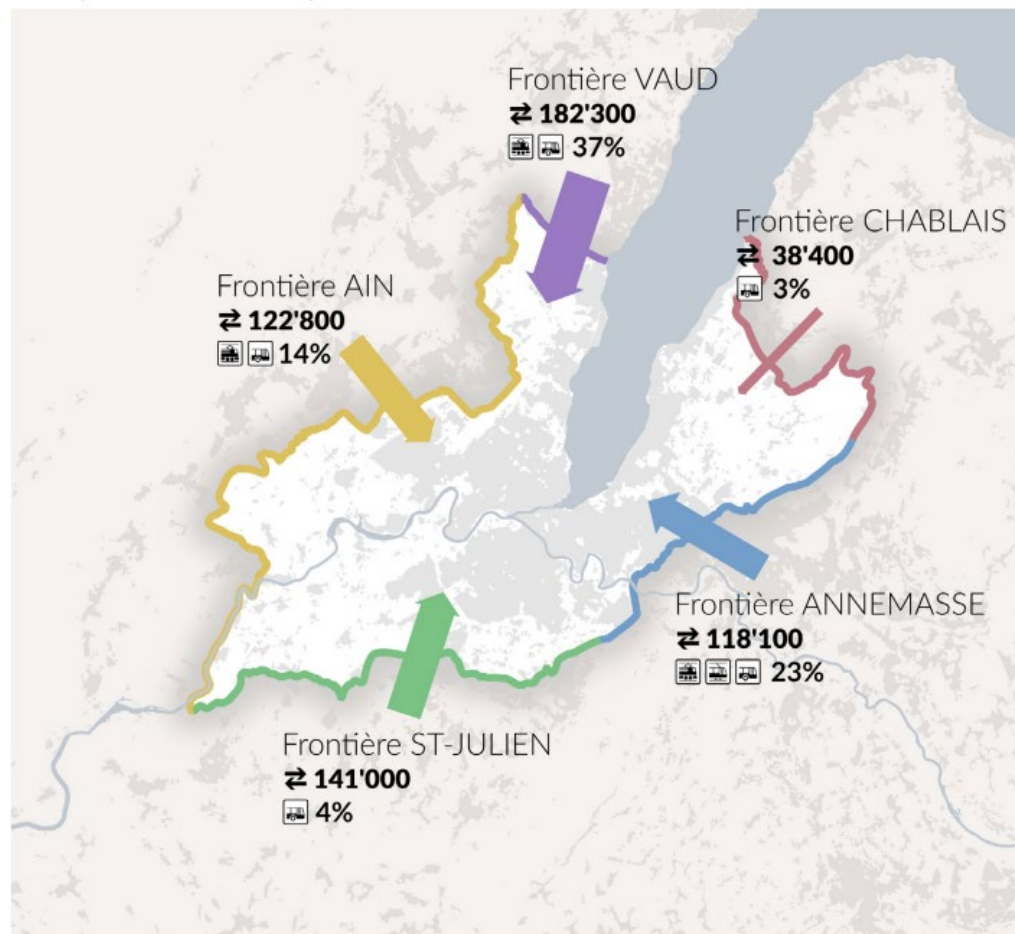 Frontière VAUD
⇄ 182'300
37%
Frontière CHABLAIS
⇄ 38'400
3%
Frontière AIN
⇄ 122'800
14%
Frontière ANNEMASSE
⇄ 118'100
23%
Frontière ST-JULIEN
⇄ 141'000
4%